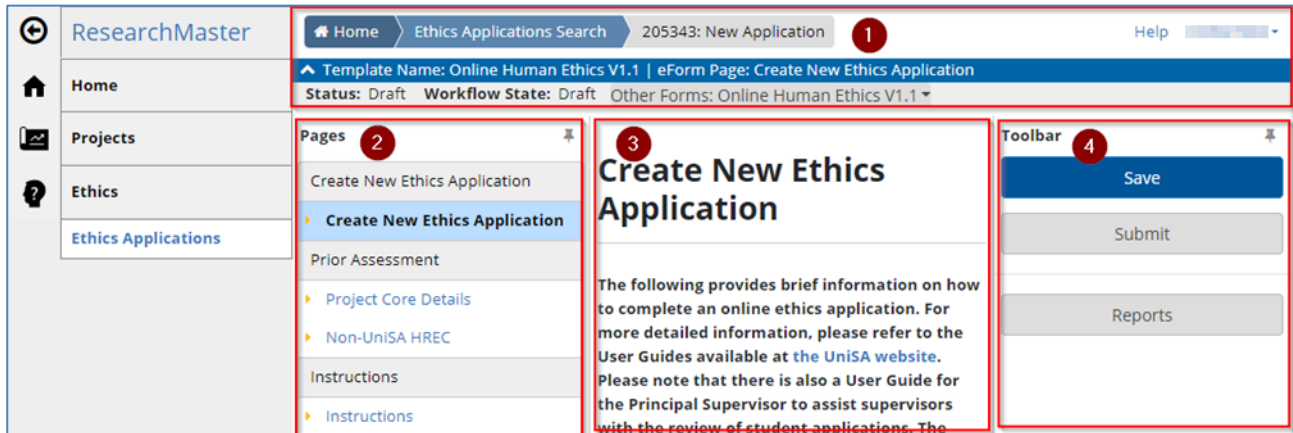 ResearchMaster
Home
Projects
Ethics
Ethics Applications
Home
Ethics Applications Search
205343: New Application
1
Help
Template Name: Online Human Ethics V1.1 | eForm Page: Create New Ethics Application
Status: Draft Workflow State: Draft Other Forms: Online Human Ethics V1.1
Pages
2
Create New Ethics Application
Create New Ethics Application
Prior Assessment
Project Core Details
Non-UniSA HREC
Instructions
Instructions
3
Create New Ethics
Application
The following provides brief information on how
to complete an online ethics application. For
more detailed information, please refer to the
User Guides available at the UniSA website.
Please note that there is also a User Guide for
the Principal Supervisor to assist supervisors
with the review of student applications. The
Toolbar
4
Save
Submit
Reports